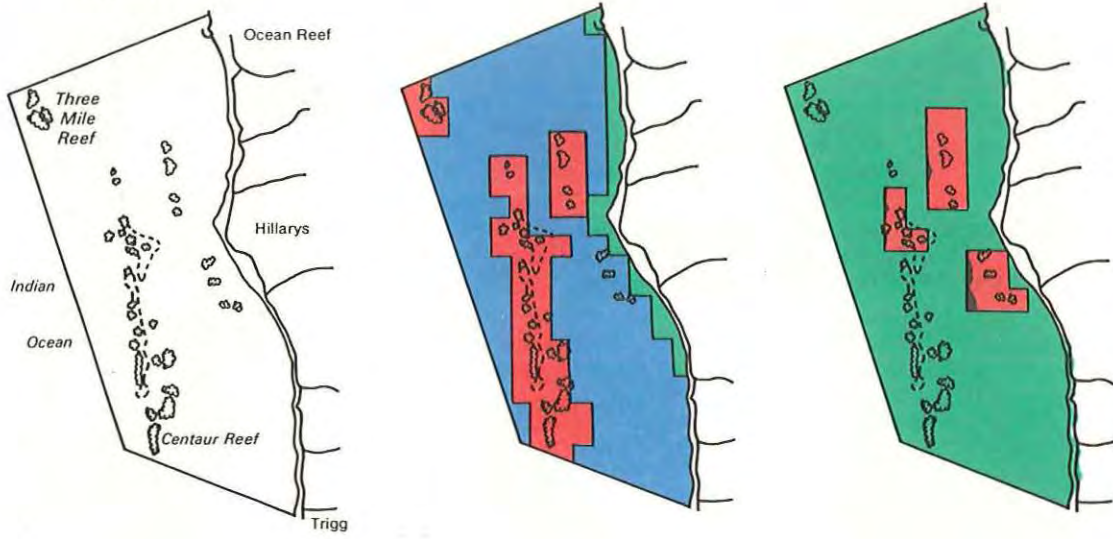 Ocean Reef
Three
Mile
Reef
Hillarys
Indian
Ocean
Centaur Reef
Trigg